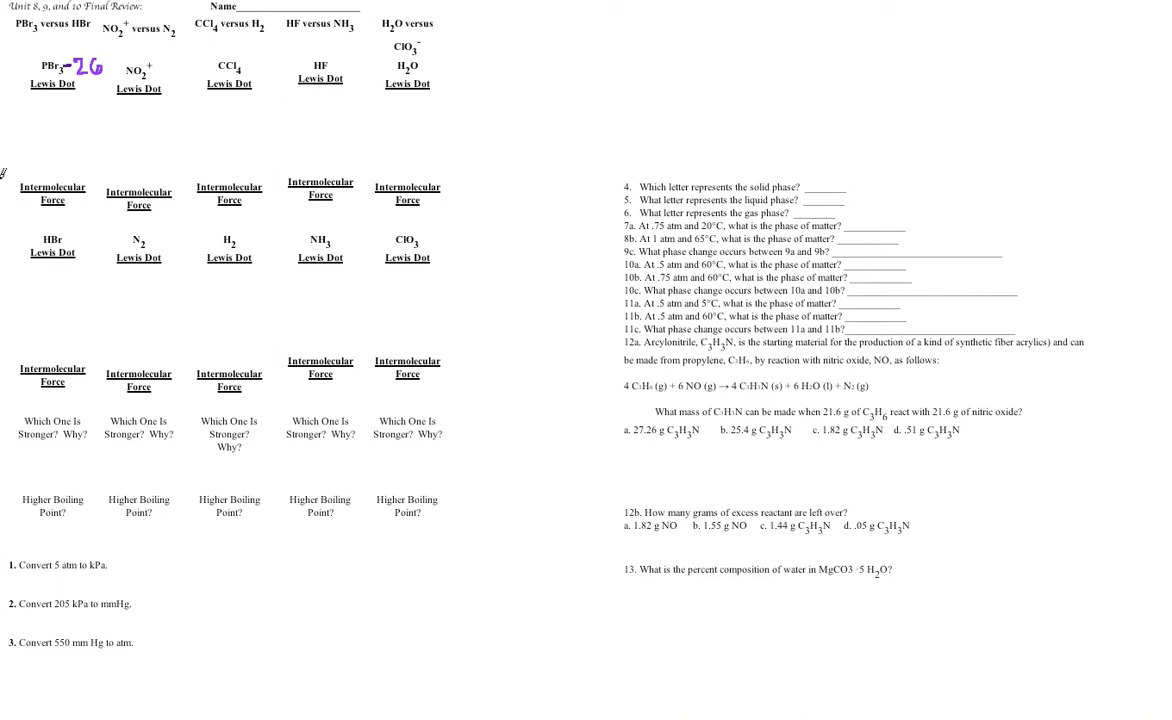 Unit 8, 9, and 10 Final Review: Name____________________
PBr3 versus HBr NO2+ versus N2 CCl4 versus H2 HF versus NH3 H2O versus ClO3-
PBr3 -26 NO2+ CCl4 HF H2O
Lewis Dot Lewis Dot Lewis Dot Lewis Dot Lewis Dot
Intermolecular Force Intermolecular Force Intermolecular Force Intermolecular Force Intermolecular Force
HBr N2 H2 NH3 ClO3
Lewis Dot Lewis Dot Lewis Dot Lewis Dot Lewis Dot
Intermolecular Force Intermolecular Force Intermolecular Force Intermolecular Force Intermolecular Force
Which One Is Stronger? Why? Which One Is Stronger? Why? Which One Is Stronger? Why? Which One Is Stronger? Why? Which One Is Stronger? Why?
Higher Boiling Point? Higher Boiling Point? Higher Boiling Point? Higher Boiling Point? Higher Boiling Point?
1. Convert 5 atm to kPa.
2. Convert 205 kPa to mmHg.
3. Convert 550 mm Hg to atm.
4. Which letter represents the solid phase? ________
5. What letter represents the liquid phase? ________
6. What letter represents the gas phase? ________
7a. At .75 atm and 20°C, what is the phase of matter? ____________
8b. At 1 atm and 65°C, what is the phase of matter? ____________
9c. What phase change occurs between 9a and 9b? ____________
10a. At .5 atm and 60°C, what is the phase of matter? ____________
10b. At .75 atm and 60°C, what is the phase of matter? ____________
10c. What phase change occurs between 10a and 10b? ____________
11a. At .5 atm and 5°C, what is the phase of matter? ____________
11b. At .5 atm and 60°C, what is the phase of matter? ____________
11c. What phase change occurs between 11a and 11b? ____________
12a. Arcylonitrile, C3H3N, is the starting material for the production of a kind of synthetic fiber acrylics) and can
be made from propylene, C3H6, by reaction with nitric oxide, NO, as follows:
4 C3H6 (g) + 6 NO (g) → 4 C3H3N (s) + 6 H2O (l) + N2 (g)
What mass of C3H3N can be made when 21.6 g of C3H6 react with 21.6 g of nitric oxide?
a. 27.26 g C3H3N b. 25.4 g C3H3N c. 1.82 g C3H3N d. .51 g C3H3N
12b. How many grams of excess reactant are left over?
a. 1.82 g NO b. 1.55 g NO c. 1.44 g C3H3N d. .05 g C3H3N
13. What is the percent composition of water in MgCO3 ·5 H2O?